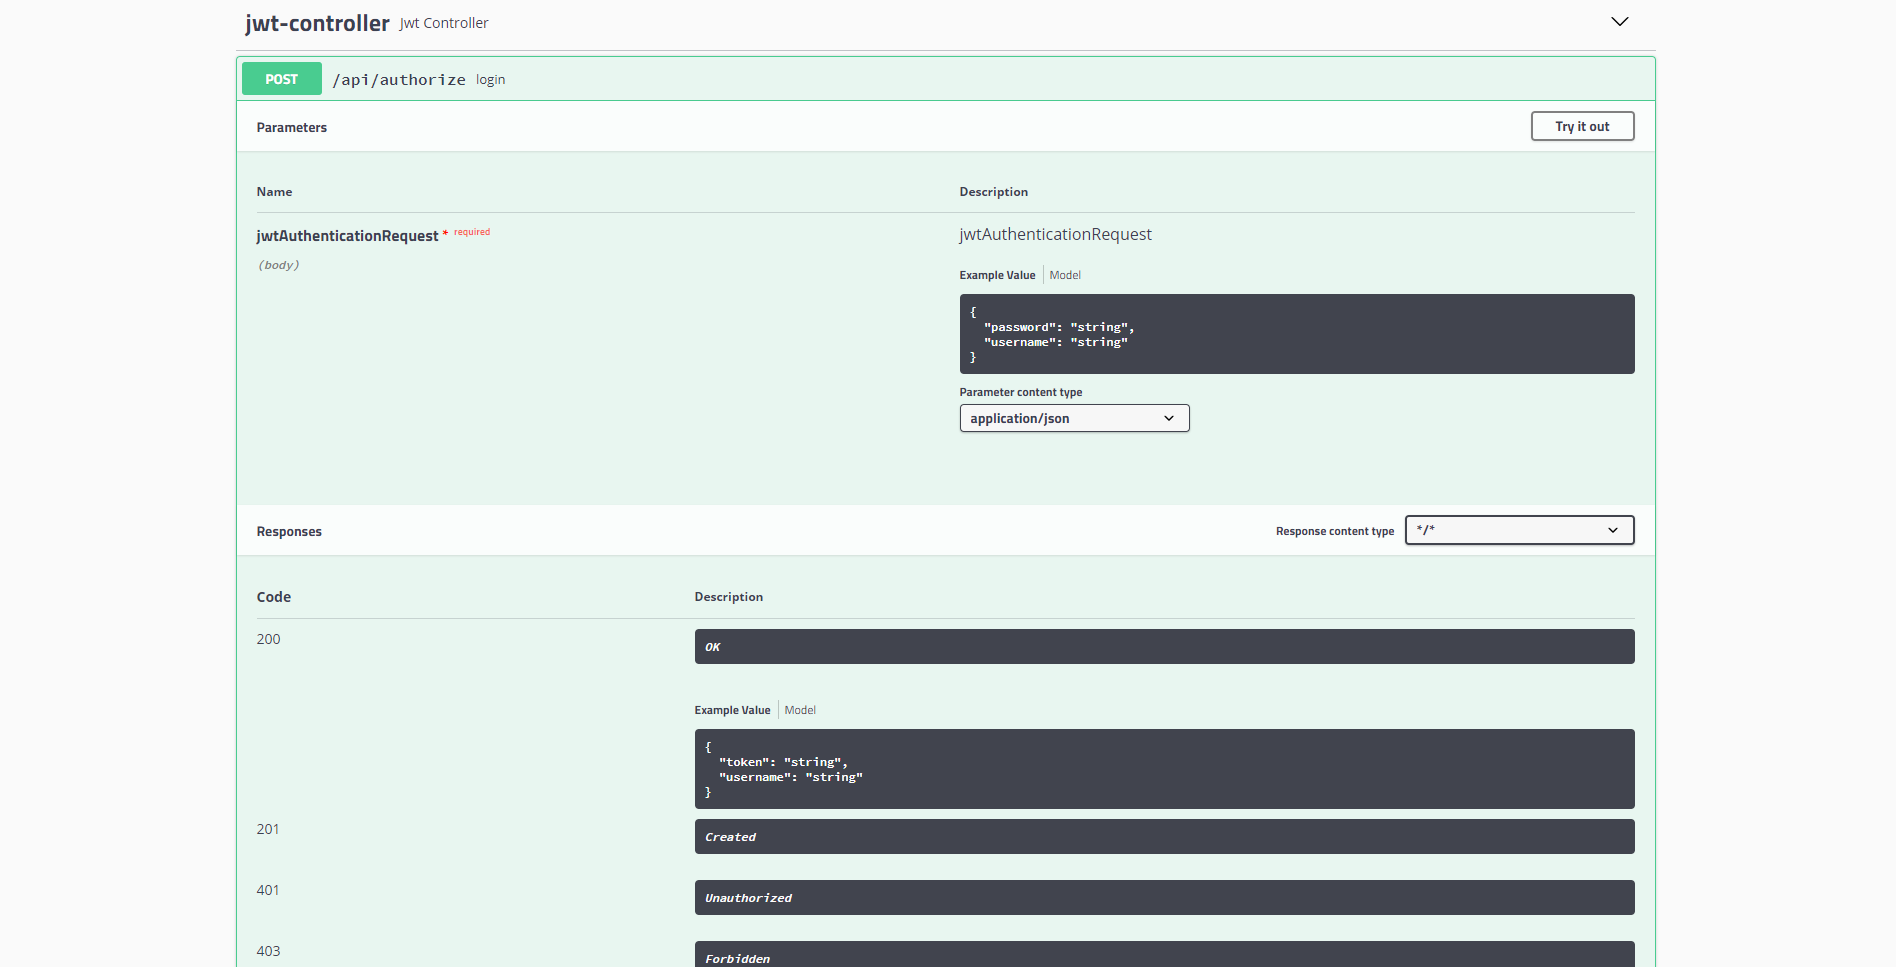 jwt-controller Jwt Controller
POST /api/authorize login
Parameters Try it out
Name Description
jwtAuthenticationRequest * required jwtAuthenticationRequest
(body)
Example Value Model
{
"password": "string",
"username": "string"
}
Parameter content type
application/json
Responses Response content type */*
Code Description
200 OK
Example Value Model
{
"token": "string",
"username": "string"
}
201 Created
401 Unauthorized
403 Forbidden